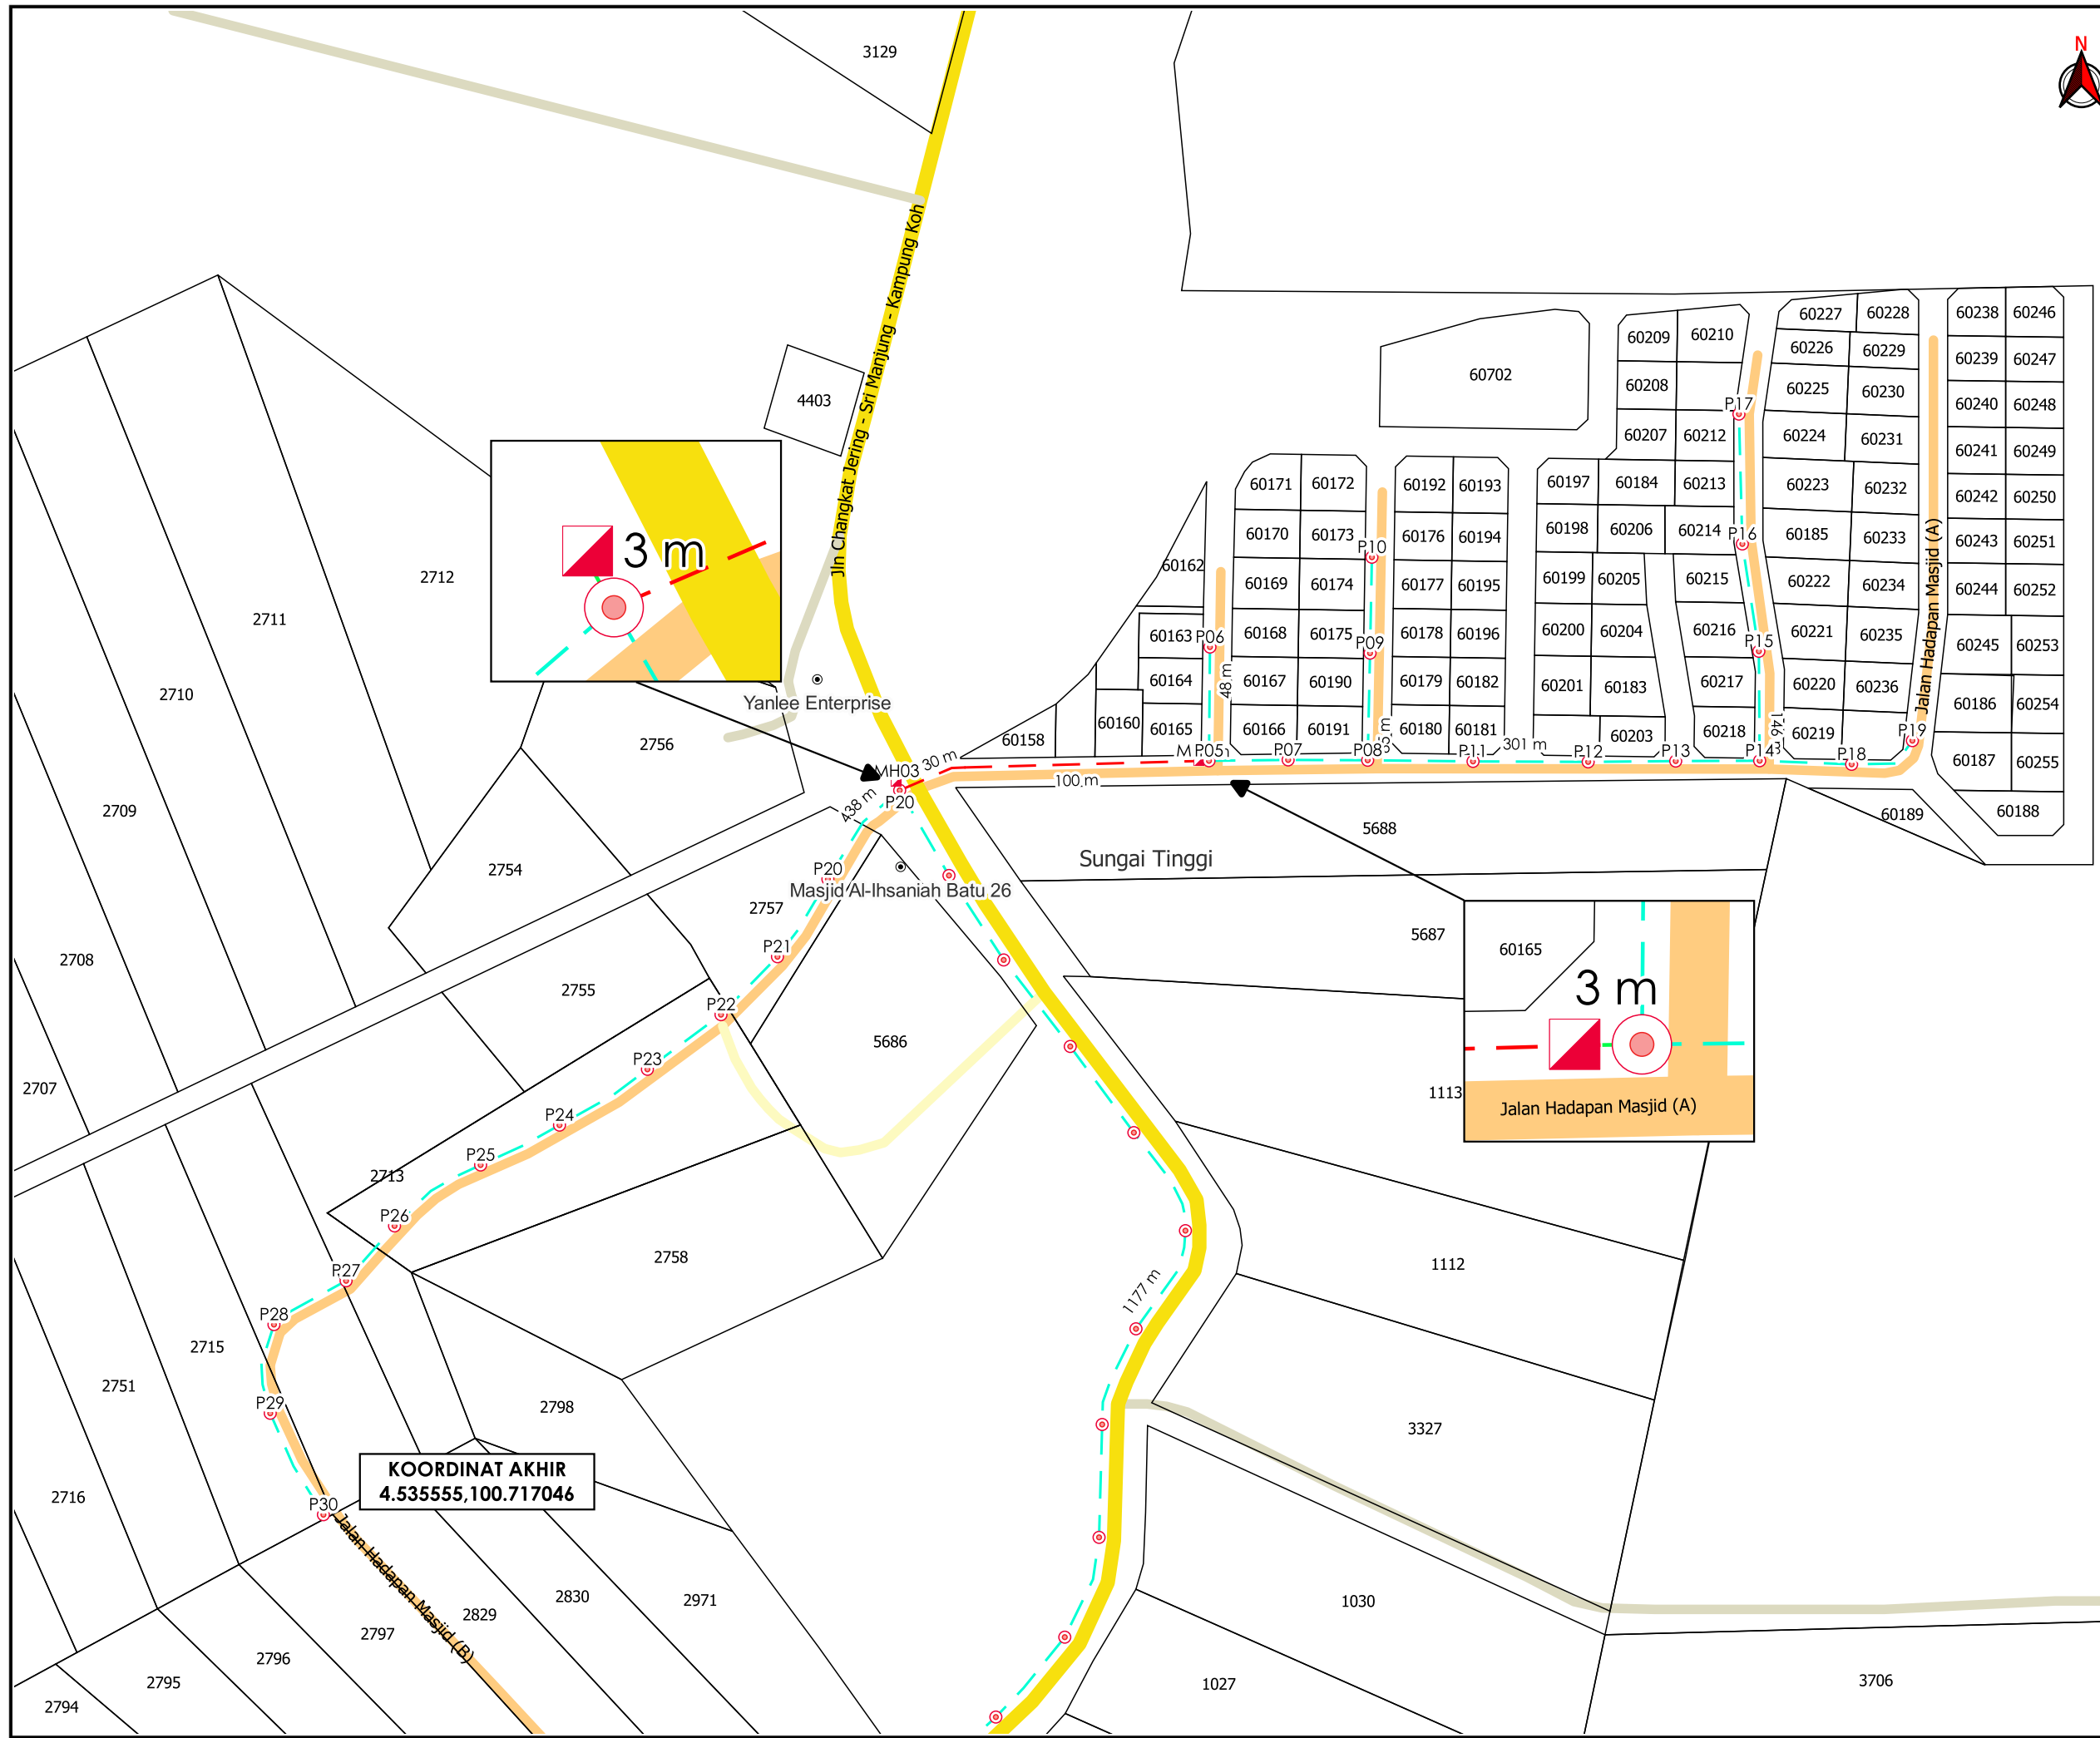 N
3129
Jln Changkat Jering - Sri Manjung - Kampung Koh
4403
60702
60209
60210
60208
60207
60212
60227
60228
60226
60229
60225
60230
60224
60231
60238
60246
60239
60247
60240
60248
60241
60249
60242
60250
60243
60251
60244
60252
60245
60253
60186
60254
60187
60255
60188
60189
P17
60171
60172
60192
60193
60197
60184
60213
60223
60232
60170
60173
60176
60194
60198
60206
60214
P16
60185
60233
P10
60162
60169
60174
60177
60195
60199
60205
60215
60222
60234
60163
P06
60168
60175
P09
60178
60196
60200
60204
60216
P15
60221
60235
60164
48 m
60167
60190
60179
60182
60201
60183
60217
60220
60236
60158
60160
60165
60166
60191
60180
60181
60203
60218
60219
Jalan Hadapan Masjid (A)
P19
P05
P07
P08
P11
301 m
P12
P13
P14
P18
30 m
100 m
MH03
P20
438 m
3 m
2712
2711
2710
2709
2708
2707
2756
2754
2755
Yanlee Enterprise
Masjid Al-Ihsaniah Batu 26
Sungai Tinggi
5688
5687
1113
60165
3 m
Jalan Hadapan Masjid (A)
P20
2757
P21
P22
5686
P23
P24
P25
2713
P26
2758
P27
P28
2715
2751
P29
2798
1177 m
1112
3327
KOORDINAT AKHIR
4.535555,100.717046
2716
P30
Jalan Hadapan Masjid (B)
2829
2830
2971
2797
2796
2795
2794
1030
1027
3706